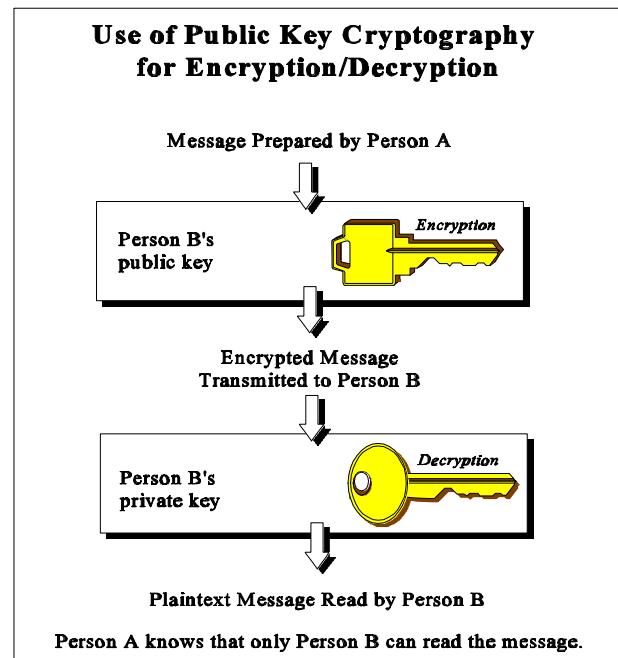 Use of Public Key Cryptography
for Encryption/Decryption
Message Prepared by Person A
Encryption
Person B's
public key
Encrypted Message
Transmitted to Person B
Decryption
Person B's
private key
Plaintext Message Read by Person B
Person A knows that only Person B can read the message.